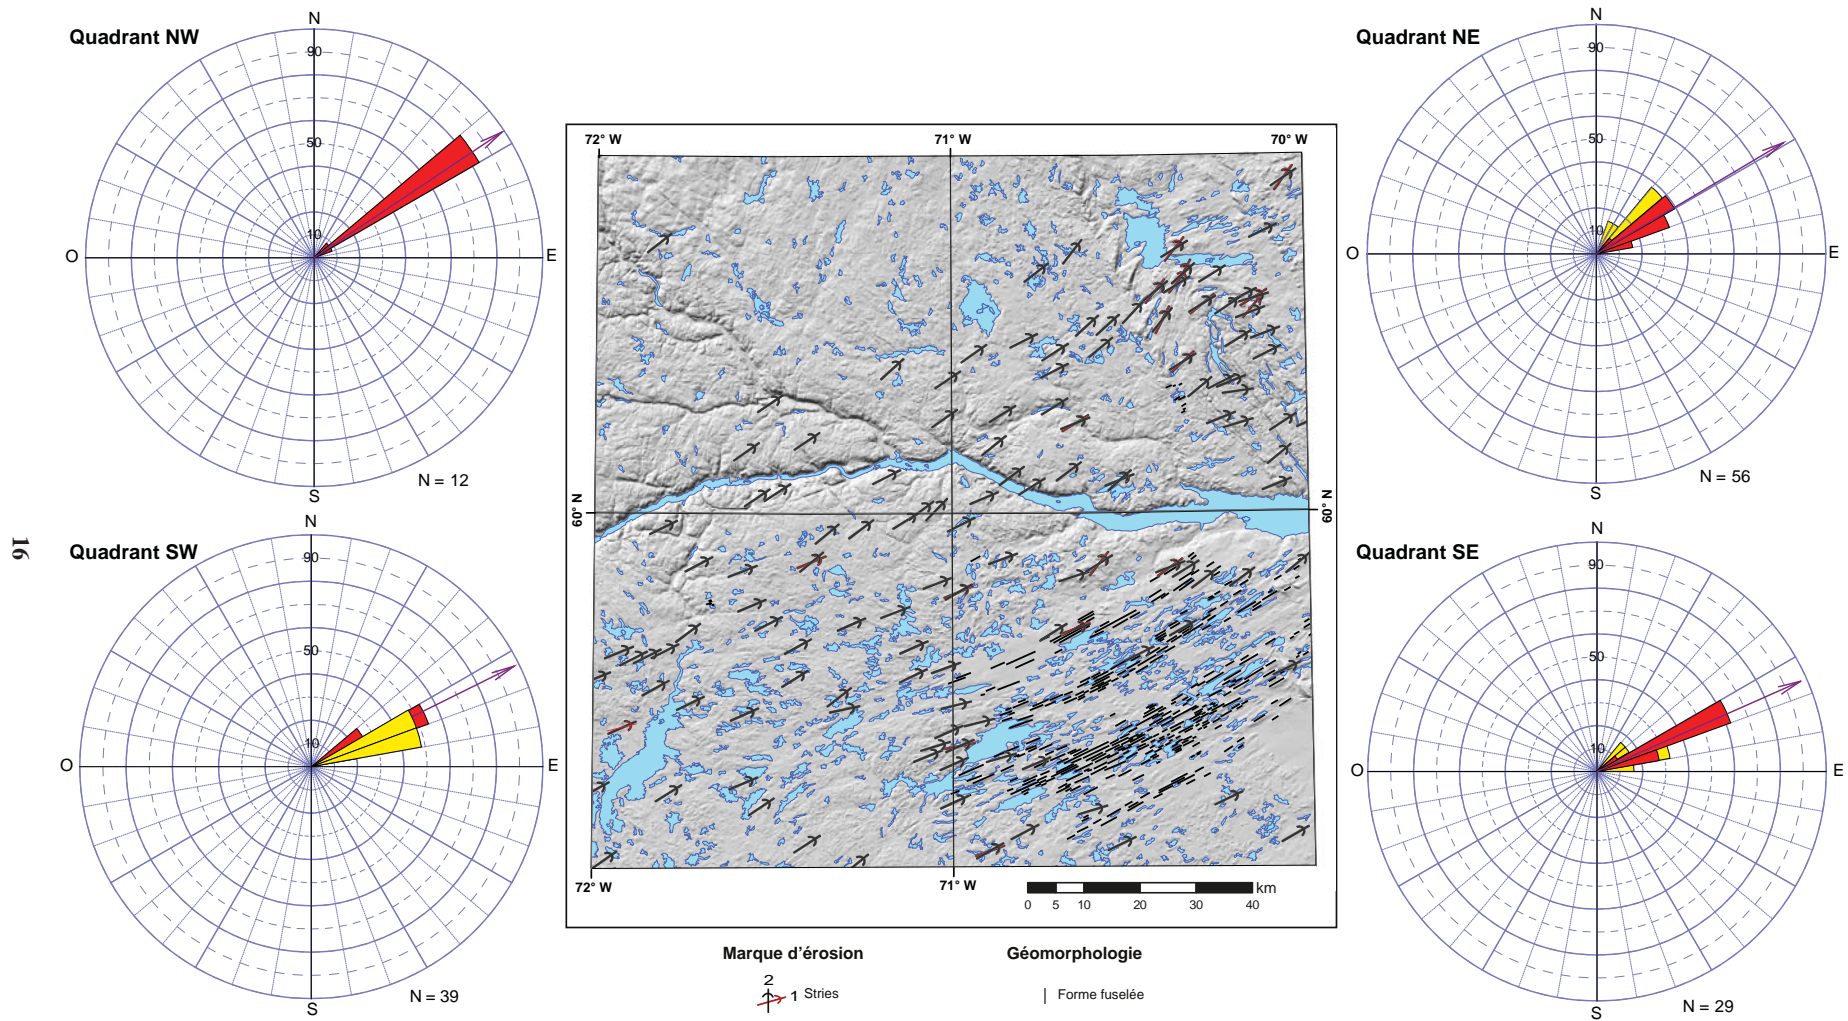 Quadrant NW
N
90
50
10
O
E
S
N = 12
Quadrant NE
N
90
50
10
O
E
S
N = 56
72° W
71° W
70° W
60° N
60° N
72° W
71° W
km
0 5 10 20 30 40
16
Quadrant SW
N
90
50
10
O
E
S
N = 39
Quadrant SE
N
90
50
10
O
E
S
N = 29
Marque d'érosion
2
1 Stries
Géomorphologie
Forme fuselée